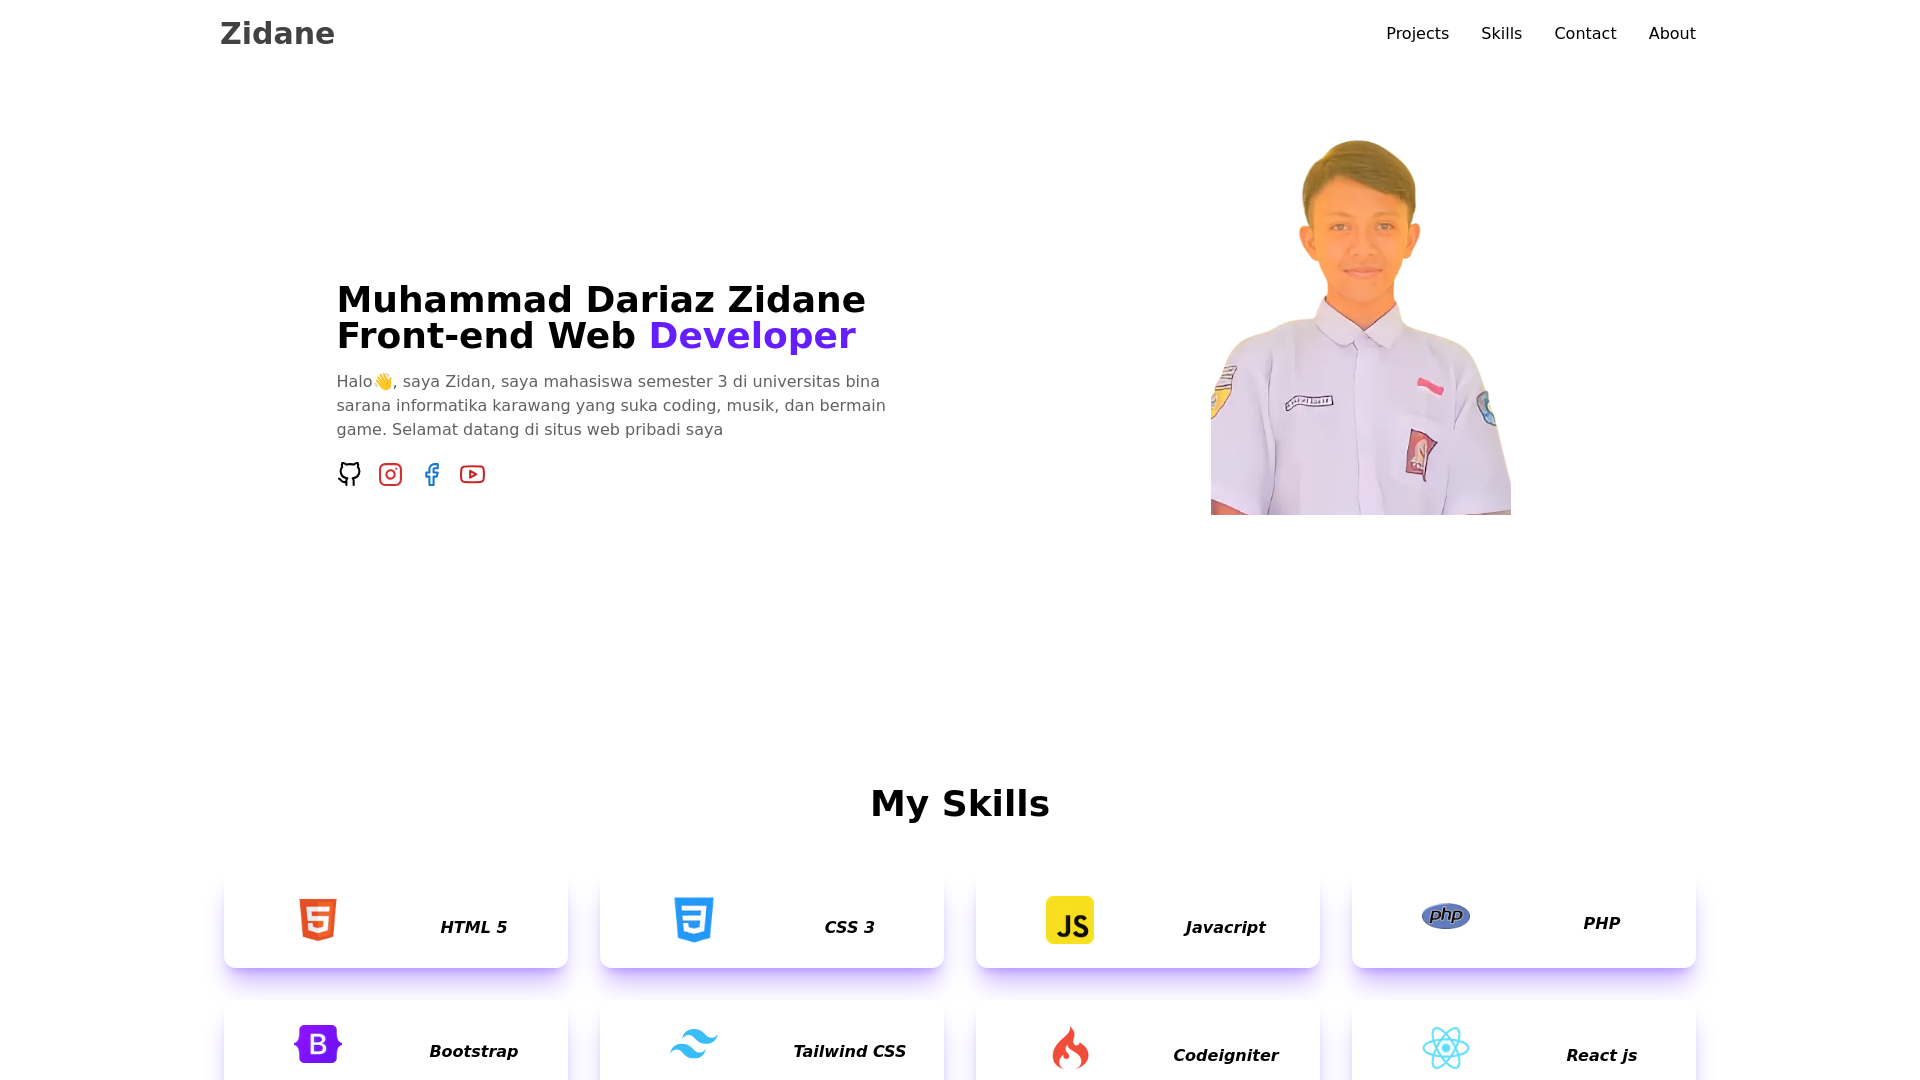 Zidane
Projects
Skills
Contact
About
Muhammad Dariaz Zidane
Front-end Web Developer
Halo👋, saya Zidan, saya mahasiswa semester 3 di universitas bina
sarana informatika karawang yang suka coding, musik, dan bermain
game. Selamat datang di situs web pribadi saya
My Skills
HTML 5
CSS 3
JS
Javacript
php
PHP
B
Bootstrap
Tailwind CSS
Codeigniter
React js